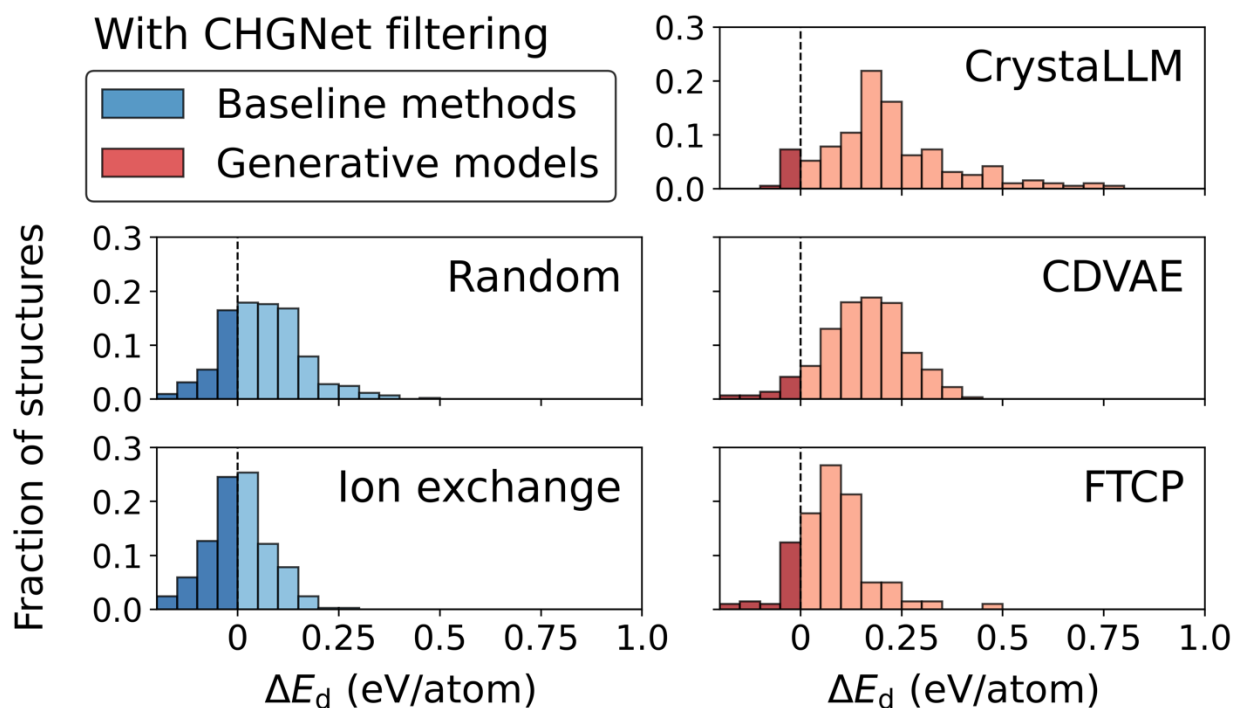 With CHGNet filtering
Baseline methods
Generative models
Fraction of structures
0.3
0.2
0.1
0.0
CrystaLLM
0.3
0.2
0.1
0.0
Random
CDVAE
0.3
0.2
0.1
0.0
Ion exchange
FTCP
0 0.25 0.5 0.75 1.0
0 0.25 0.5 0.75 1.0
ΔE_d (eV/atom)
ΔE_d (eV/atom)